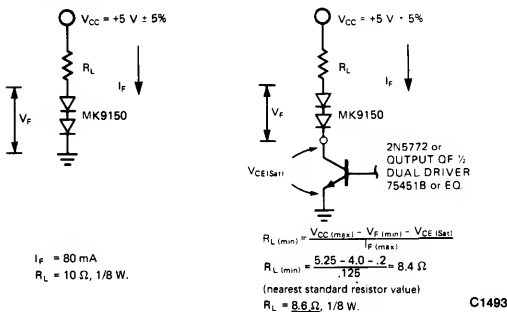 V_CC = +5 V ± 5%
R_L
I_F
V_F
MK9150
I_F = 80 mA
R_L = 10 Ω, 1/8 W.
V_CC = +5 V · 5%
R_L
I_F
V_F
MK9150
V_CE(Sat)
2N5772 or
OUTPUT OF ½
DUAL DRIVER
75451B or EQ.
R_L (min) = (V_CC (max) − V_F (min) − V_CE (Sat)) / I_F (max)
R_L (min) = (5.25 - 4.0 - .2) / .125 = 8.4 Ω
(nearest standard resistor value)
R_L = 8.6 Ω, 1/8 W.
C1493